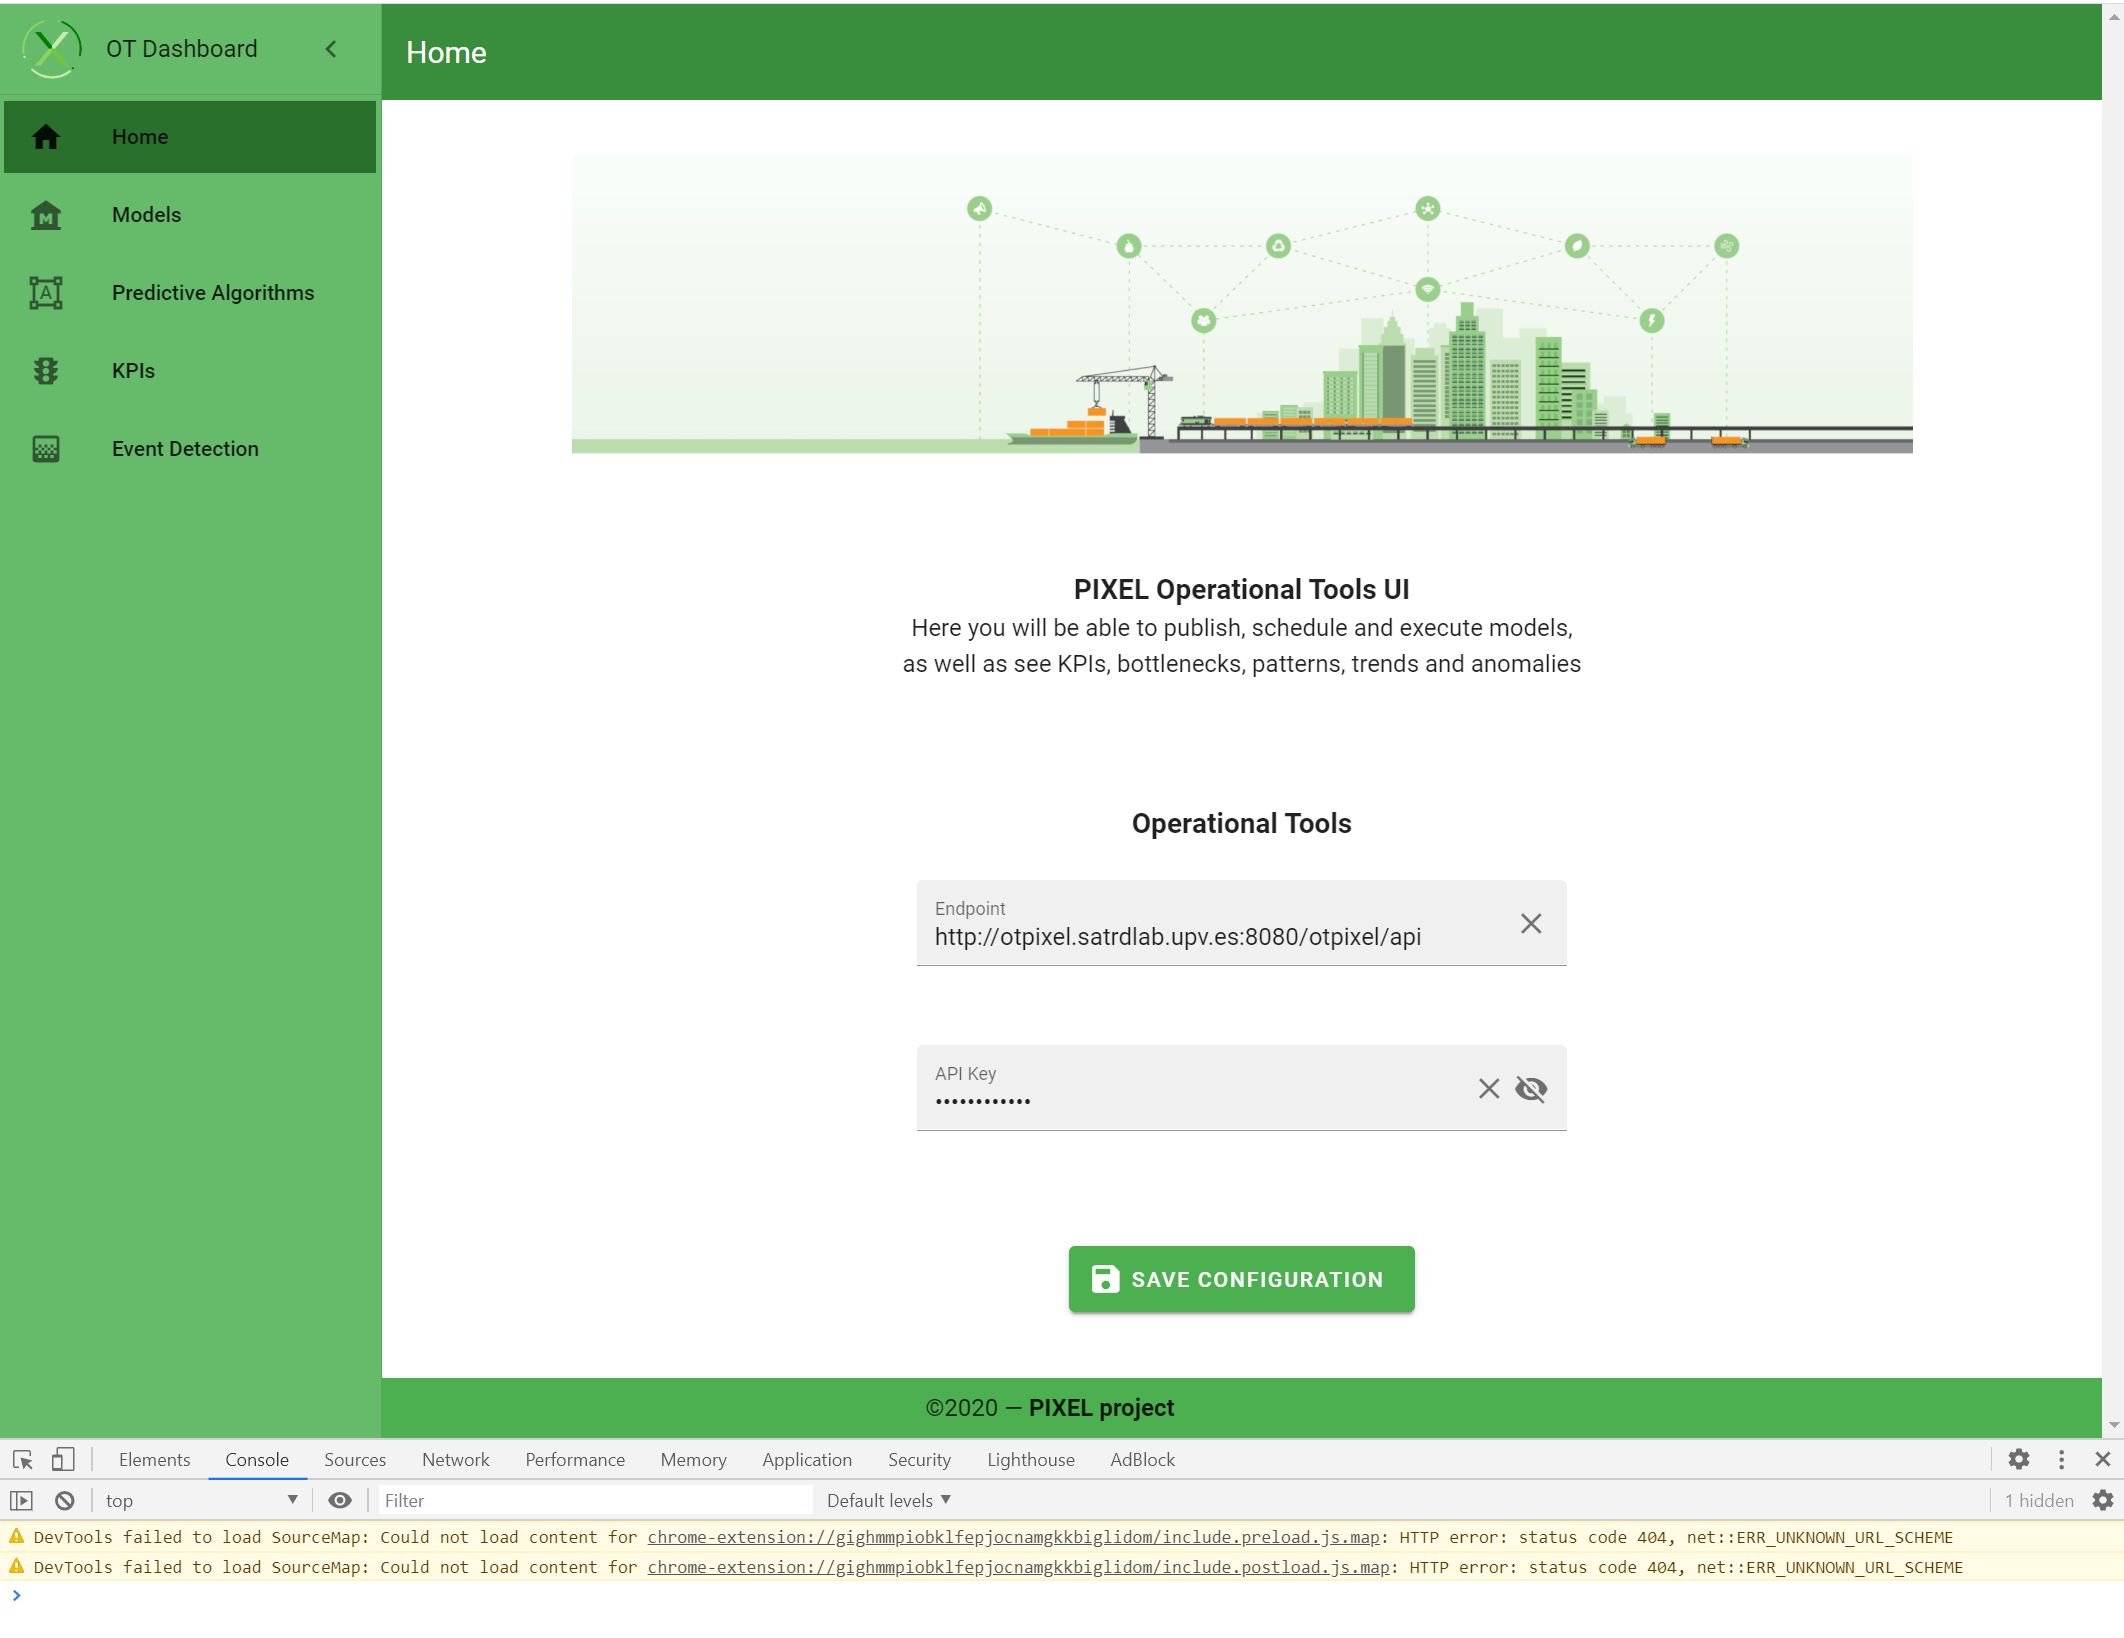 OT Dashboard
Home
Home
Models
Predictive Algorithms
KPIs
Event Detection
PIXEL Operational Tools UI
Here you will be able to publish, schedule and execute models,
as well as see KPIs, bottlenecks, patterns, trends and anomalies
Operational Tools
Endpoint
http://otpixel.satrdlab.upv.es:8080/otpixel/api
API Key
••••••••••••
SAVE CONFIGURATION
©2020 — PIXEL project
Elements Console Sources Network Performance Memory Application Security Lighthouse AdBlock
top Filter Default levels 1 hidden
DevTools failed to load SourceMap: Could not load content for chrome-extension://gighmmpiobklfepjocnamgkkbiglidom/include.preload.js.map: HTTP error: status code 404, net::ERR_UNKNOWN_URL_SCHEME
DevTools failed to load SourceMap: Could not load content for chrome-extension://gighmmpiobklfepjocnamgkkbiglidom/include.postload.js.map: HTTP error: status code 404, net::ERR_UNKNOWN_URL_SCHEME